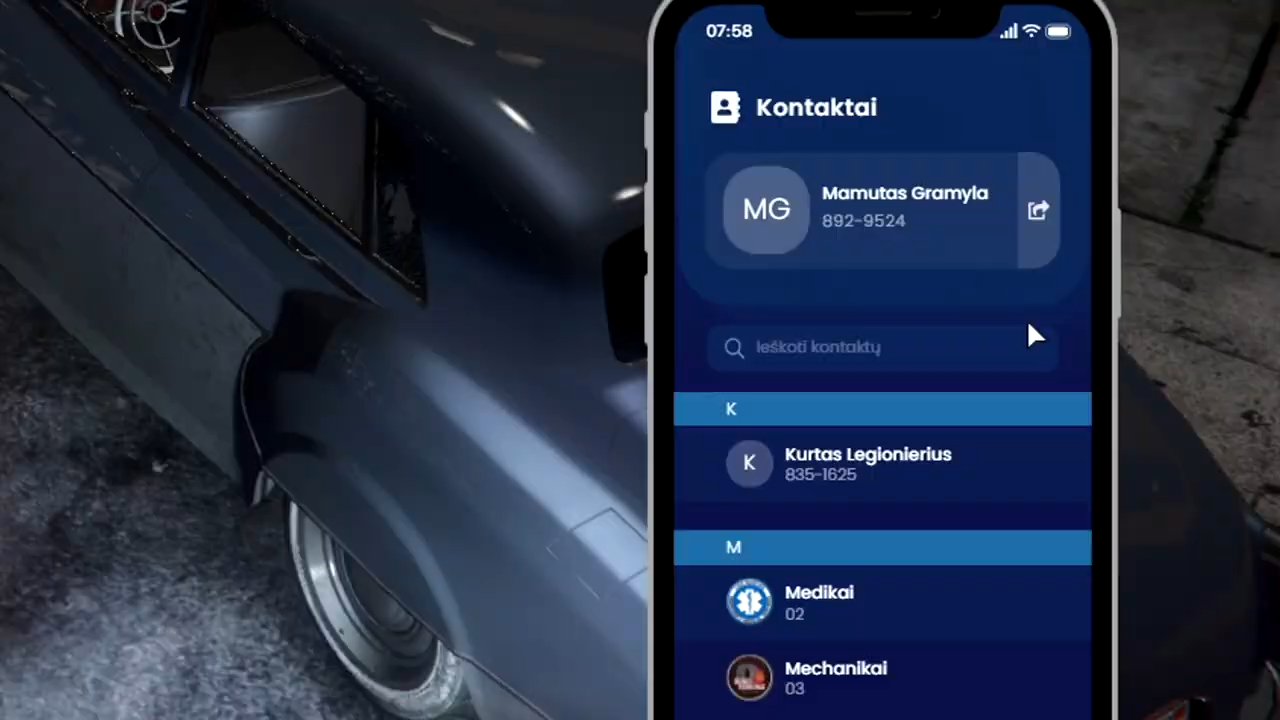 07:58
Kontaktai
MG
Mamutas Gramyla
892-9524
Ieškoti kontaktų
K
K
Kurtas Legionierius
835-1625
M
Medikai
02
Mechanikai
03